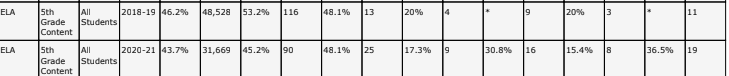 ELA 5th Grade Content All Students 2018-19 46.2% 48,528 53.2% 116 48.1% 13 20% 4 * 9 20% 3 * 11
ELA 5th Grade Content All Students 2020-21 43.7% 31,669 45.2% 90 48.1% 25 17.3% 9 30.8% 16 15.4% 8 36.5% 19